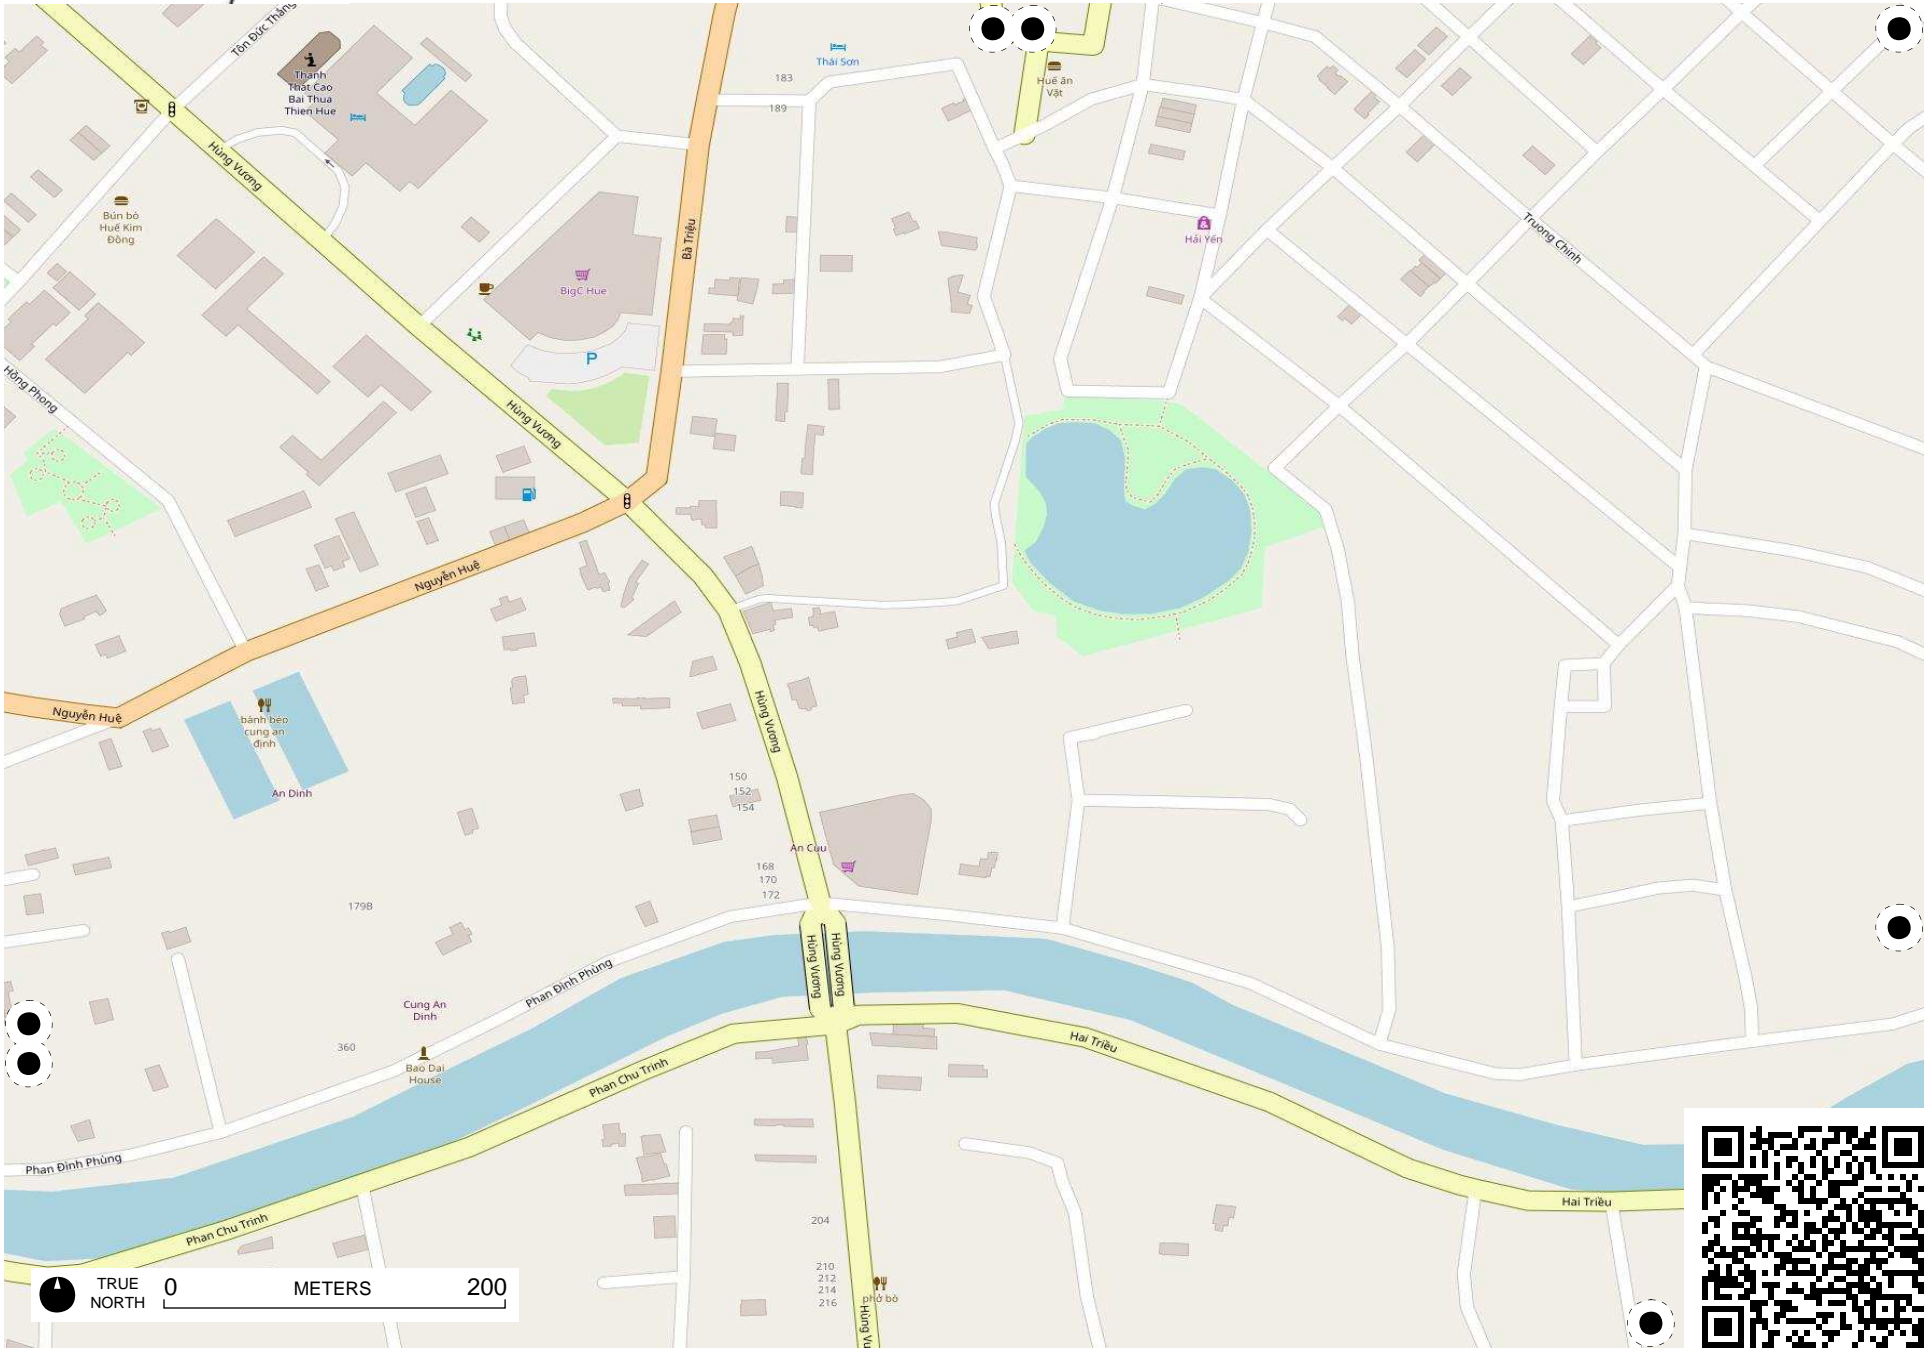 Tôn Đức Thắng
Thanh
Thất Cao
Bai Thua
Thien Hue
Thái Sơn
183
189
Huế ăn
Vặt
Hùng Vương
Bún bò
Huế Kim
Đồng
Bà Triệu
Hải Yến
Truong Chinh
BigC Hue
P
Hồng Phong
Hùng Vương
Nguyễn Huệ
Nguyễn Huệ
bánh bèo
cung an
định
An Dinh
Hùng Vương
150
152
154
An Cuu
168
170
172
179B
Hùng Vương
Hùng Vương
Phan Đình Phùng
Cung An
Dinh
360
Bao Dai
House
Hai Triều
Phan Chu Trinh
Phan Đình Phùng
Hai Triều
Phan Chu Trinh
204
210
212
214
216
phở bò
Hùng Vư
TRUE
NORTH
0 METERS 200